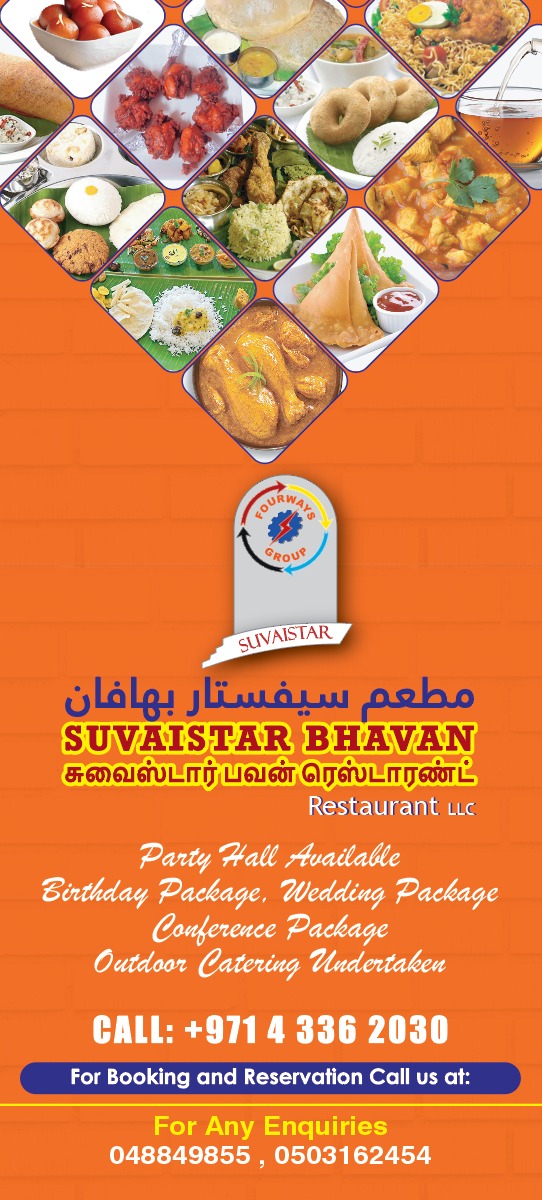 FOURWAYS
GROUP
SUVAISTAR
مطعم سيفستار بهافان
SUVAISTAR BHAVAN
சுவைஸ்டார் பவன் ரெஸ்டாரண்ட்
Restaurant LLC
Party Hall Available
Birthday Package, Wedding Package
Conference Package
Outdoor Catering Undertaken
CALL: +971 4 336 2030
For Booking and Reservation Call us at:
For Any Enquiries
048849855 , 0503162454